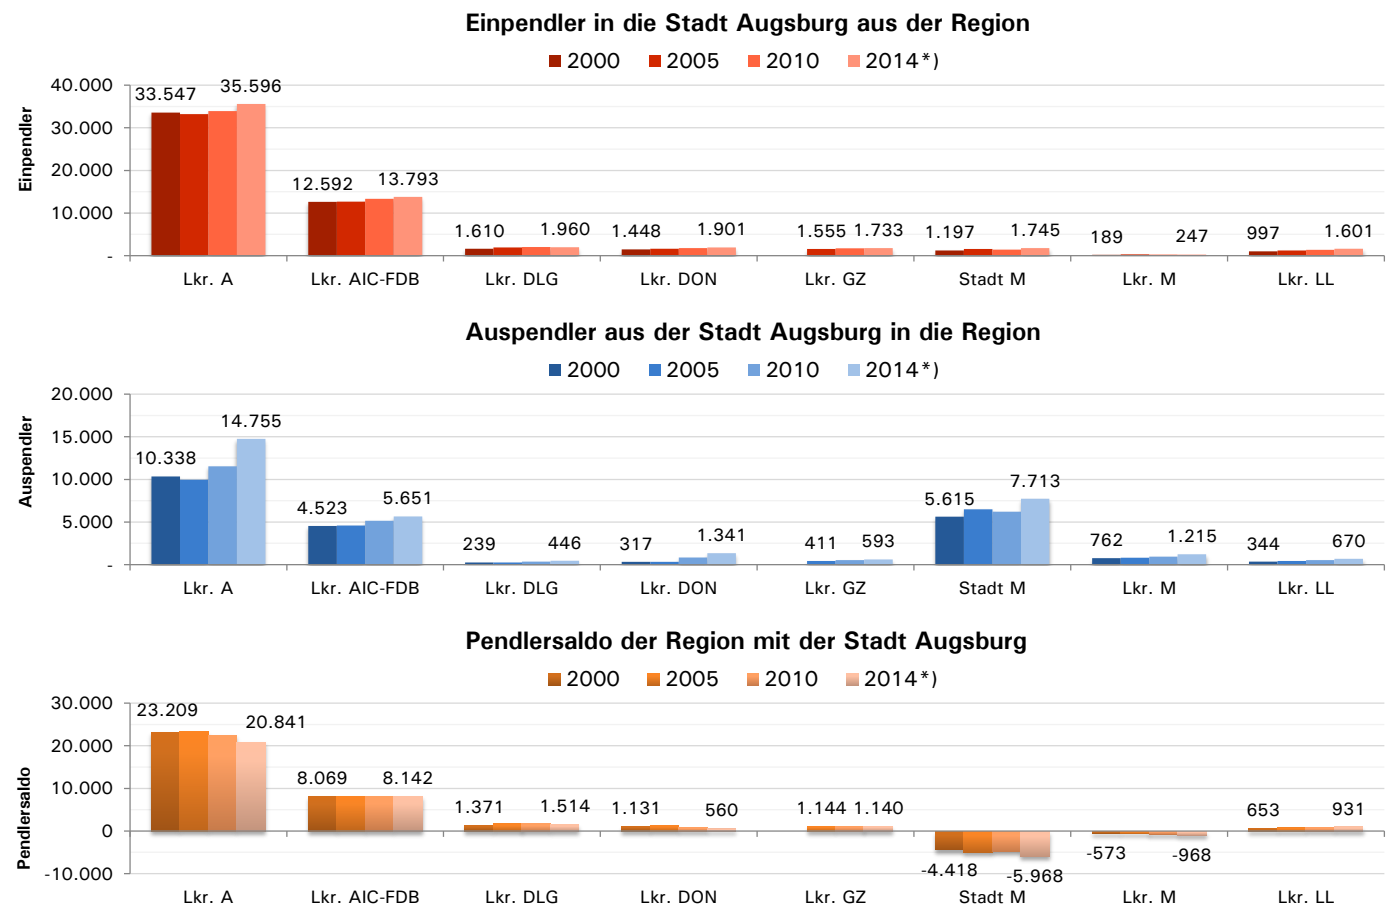 Einpendler in die Stadt Augsburg aus der Region
2000 2005 2010 2014*)
Einpendler
40.000
30.000
20.000
10.000
-
33.547 35.596 12.592 13.793 1.610 1.960 1.448 1.901 1.555 1.733 1.197 1.745 189 247 997 1.601
Lkr. A Lkr. AIC-FDB Lkr. DLG Lkr. DON Lkr. GZ Stadt M Lkr. M Lkr. LL
Auspendler aus der Stadt Augsburg in die Region
2000 2005 2010 2014*)
Auspendler
20.000
15.000
10.000
5.000
-
10.338 14.755 4.523 5.651 239 446 317 1.341 411 593 5.615 7.713 762 1.215 344 670
Lkr. A Lkr. AIC-FDB Lkr. DLG Lkr. DON Lkr. GZ Stadt M Lkr. M Lkr. LL
Pendlersaldo der Region mit der Stadt Augsburg
2000 2005 2010 2014*)
Pendlersaldo
30.000
20.000
10.000
0
-10.000
23.209 20.841 8.069 8.142 1.371 1.514 1.131 560 1.144 1.140 -4.418 -5.968 -573 -968 653 931
Lkr. A Lkr. AIC-FDB Lkr. DLG Lkr. DON Lkr. GZ Stadt M Lkr. M Lkr. LL